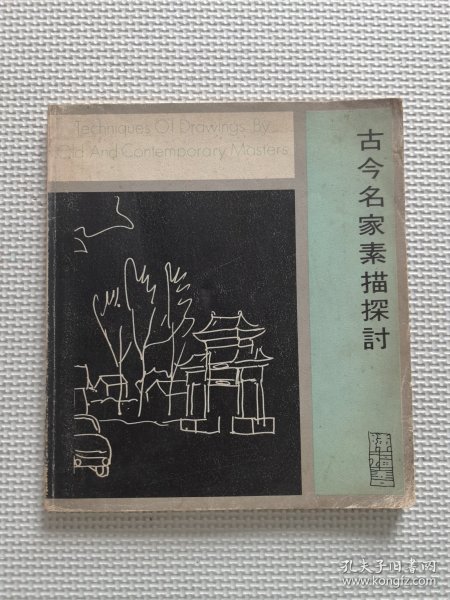 Techniques Of Drawings By
Old And Contemporary Masters
古今名家素描探討
孔夫子旧书网
www.kongfz.com